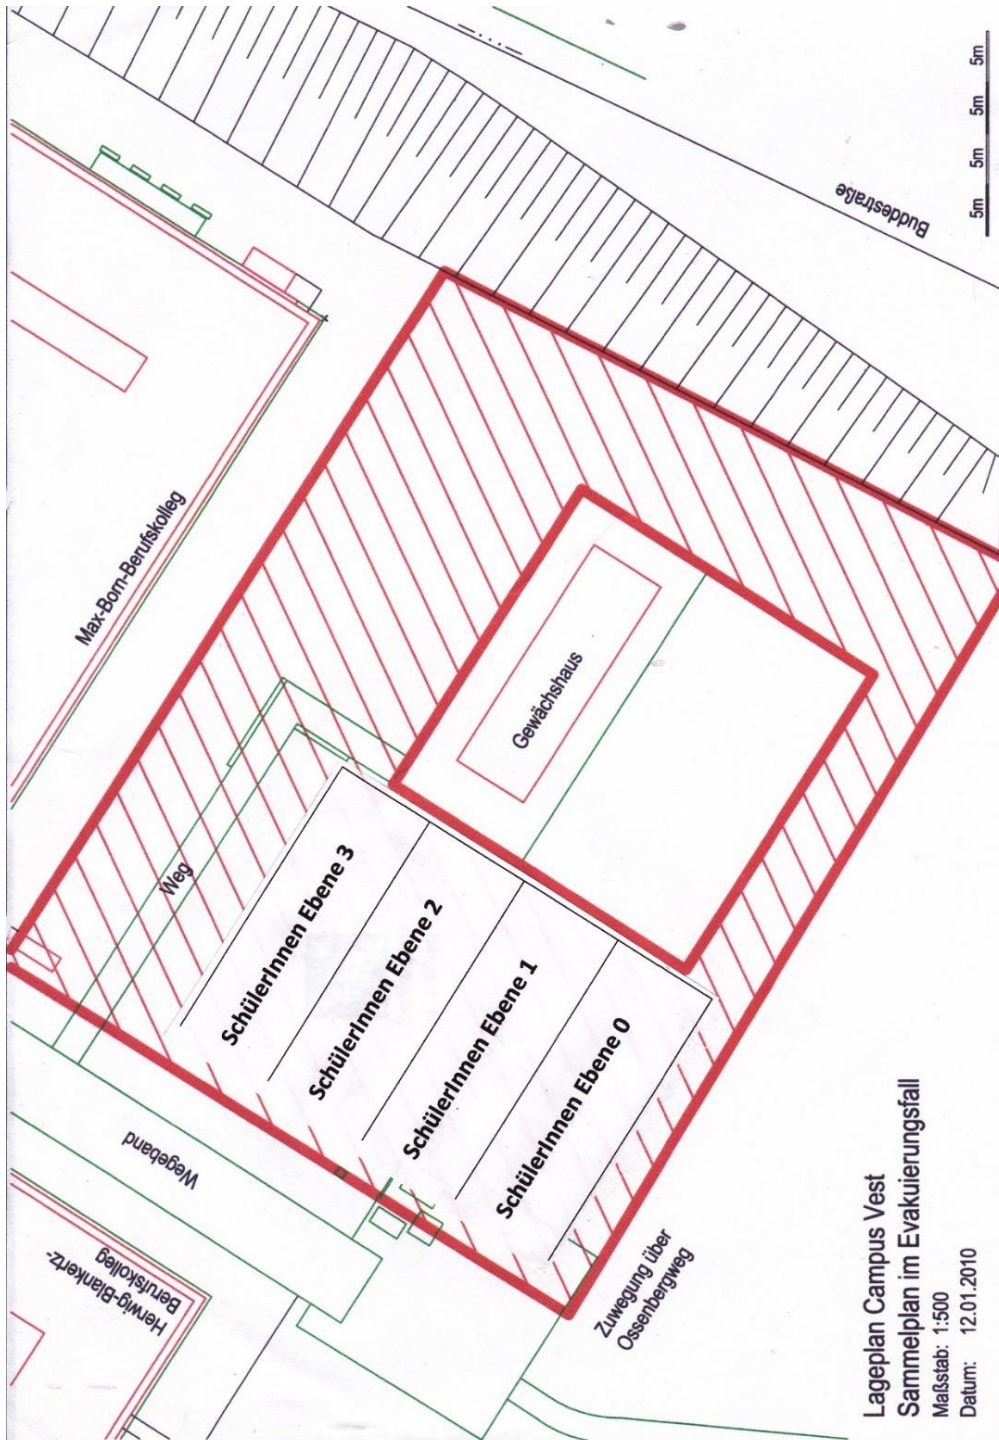 5m 5m 5m 5m
Buddestraße
Max-Born-Berufskolleg
Gewächshaus
Weg
SchülerInnen Ebene 3
SchülerInnen Ebene 2
SchülerInnen Ebene 1
SchülerInnen Ebene 0
Wegeband
Herwig-Blankertz-
Berufskolleg
Zuwegung über
Ossenbergweg
Lageplan Campus Vest
Sammelplan im Evakuierungsfall
Maßstab: 1:500
Datum: 12.01.2010